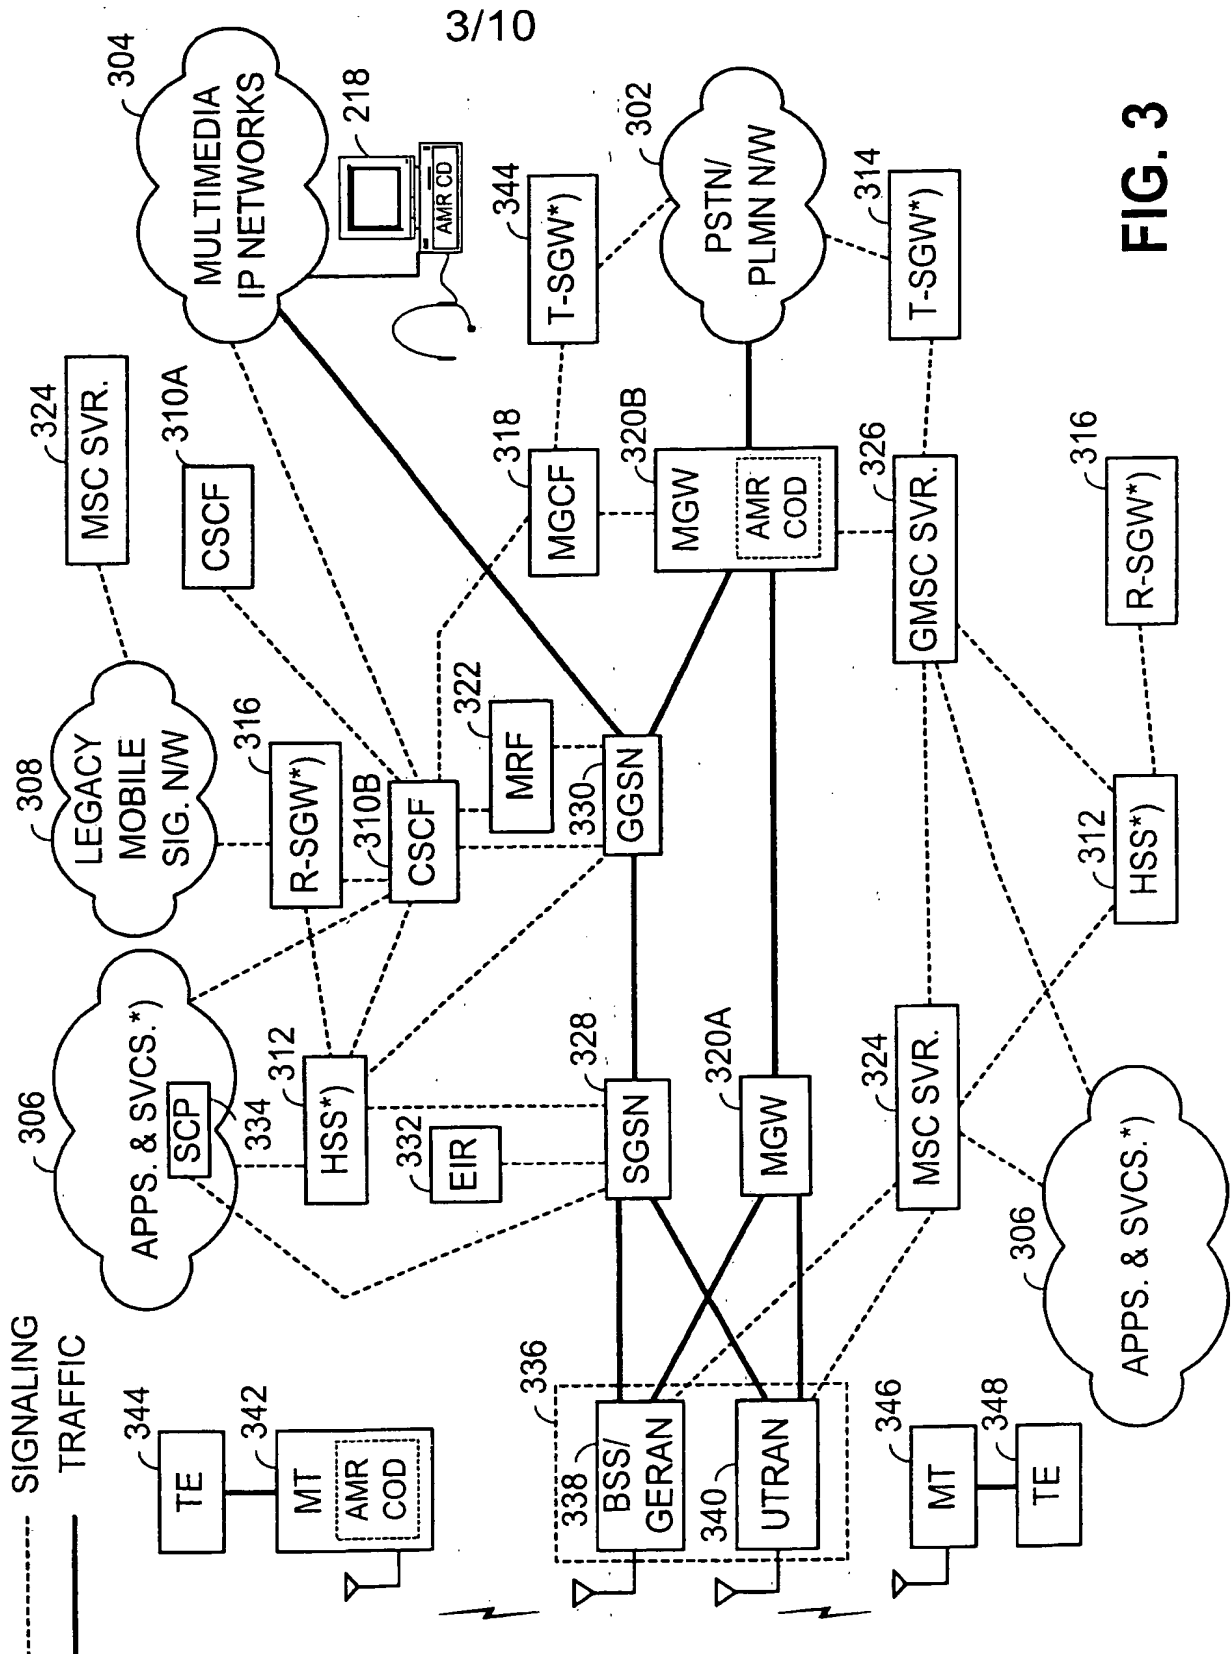 3/10
SIGNALING
TRAFFIC
306
APPS. & SVCS.*)
SCP
334
308
LEGACY
MOBILE
SIG. N/W
324
MSC SVR.
310A
CSCF
304
MULTIMEDIA
IP NETWORKS
218
AMR CD
344
TE
342
MT
AMR
COD
312
HSS*)
316
R-SGW*)
310B
CSCF
332
EIR
322
MRF
318
MGCF
344
T-SGW*)
302
PSTN/
PLMN N/W
336
338
BSS/
GERAN
340
UTRAN
328
SGSN
330
GGSN
320A
MGW
320B
MGW
AMR
COD
346
MT
348
TE
324
MSC SVR.
326
GMSC SVR.
314
T-SGW*)
306
APPS. & SVCS.*)
312
HSS*)
316
R-SGW*)
FIG. 3